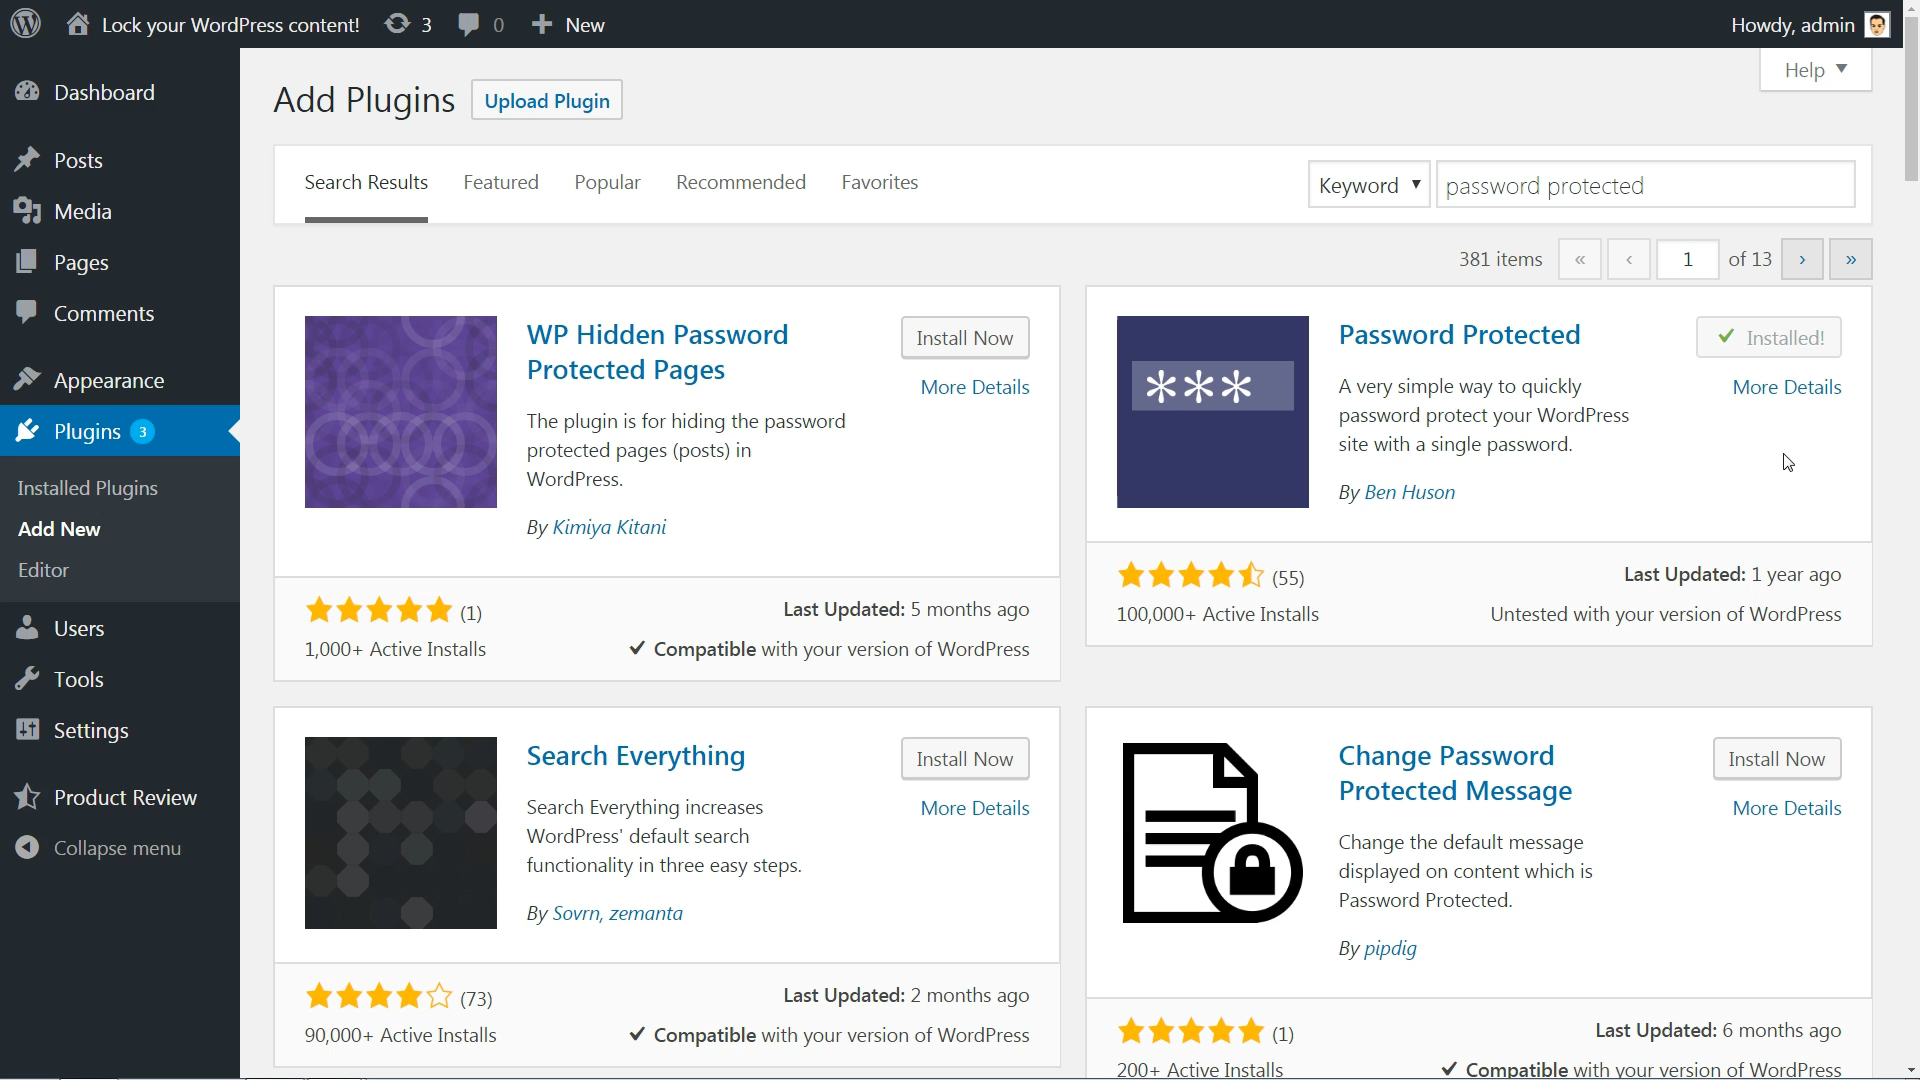 Lock your WordPress content! 3 0 New Howdy, admin
Help
Dashboard
Posts
Media
Pages
Comments
Appearance
Plugins 3
Installed Plugins
Add New
Editor
Users
Tools
Settings
Product Review
Collapse menu
Add Plugins Upload Plugin
Search Results Featured Popular Recommended Favorites Keyword password protected
381 items « ‹ 1 of 13 › »
WP Hidden Password
Protected Pages
Install Now
More Details
The plugin is for hiding the password
protected pages (posts) in
WordPress.
By Kimiya Kitani
(1)
1,000+ Active Installs
Last Updated: 5 months ago
Compatible with your version of WordPress
***
Password Protected
Installed!
More Details
A very simple way to quickly
password protect your WordPress
site with a single password.
By Ben Huson
(55)
100,000+ Active Installs
Last Updated: 1 year ago
Untested with your version of WordPress
Search Everything
Install Now
More Details
Search Everything increases
WordPress' default search
functionality in three easy steps.
By Sovrn, zemanta
(73)
90,000+ Active Installs
Last Updated: 2 months ago
Compatible with your version of WordPress
Change Password
Protected Message
Install Now
More Details
Change the default message
displayed on content which is
Password Protected.
By pipdig
(1)
200+ Active Installs
Last Updated: 6 months ago
Compatible with your version of WordPress